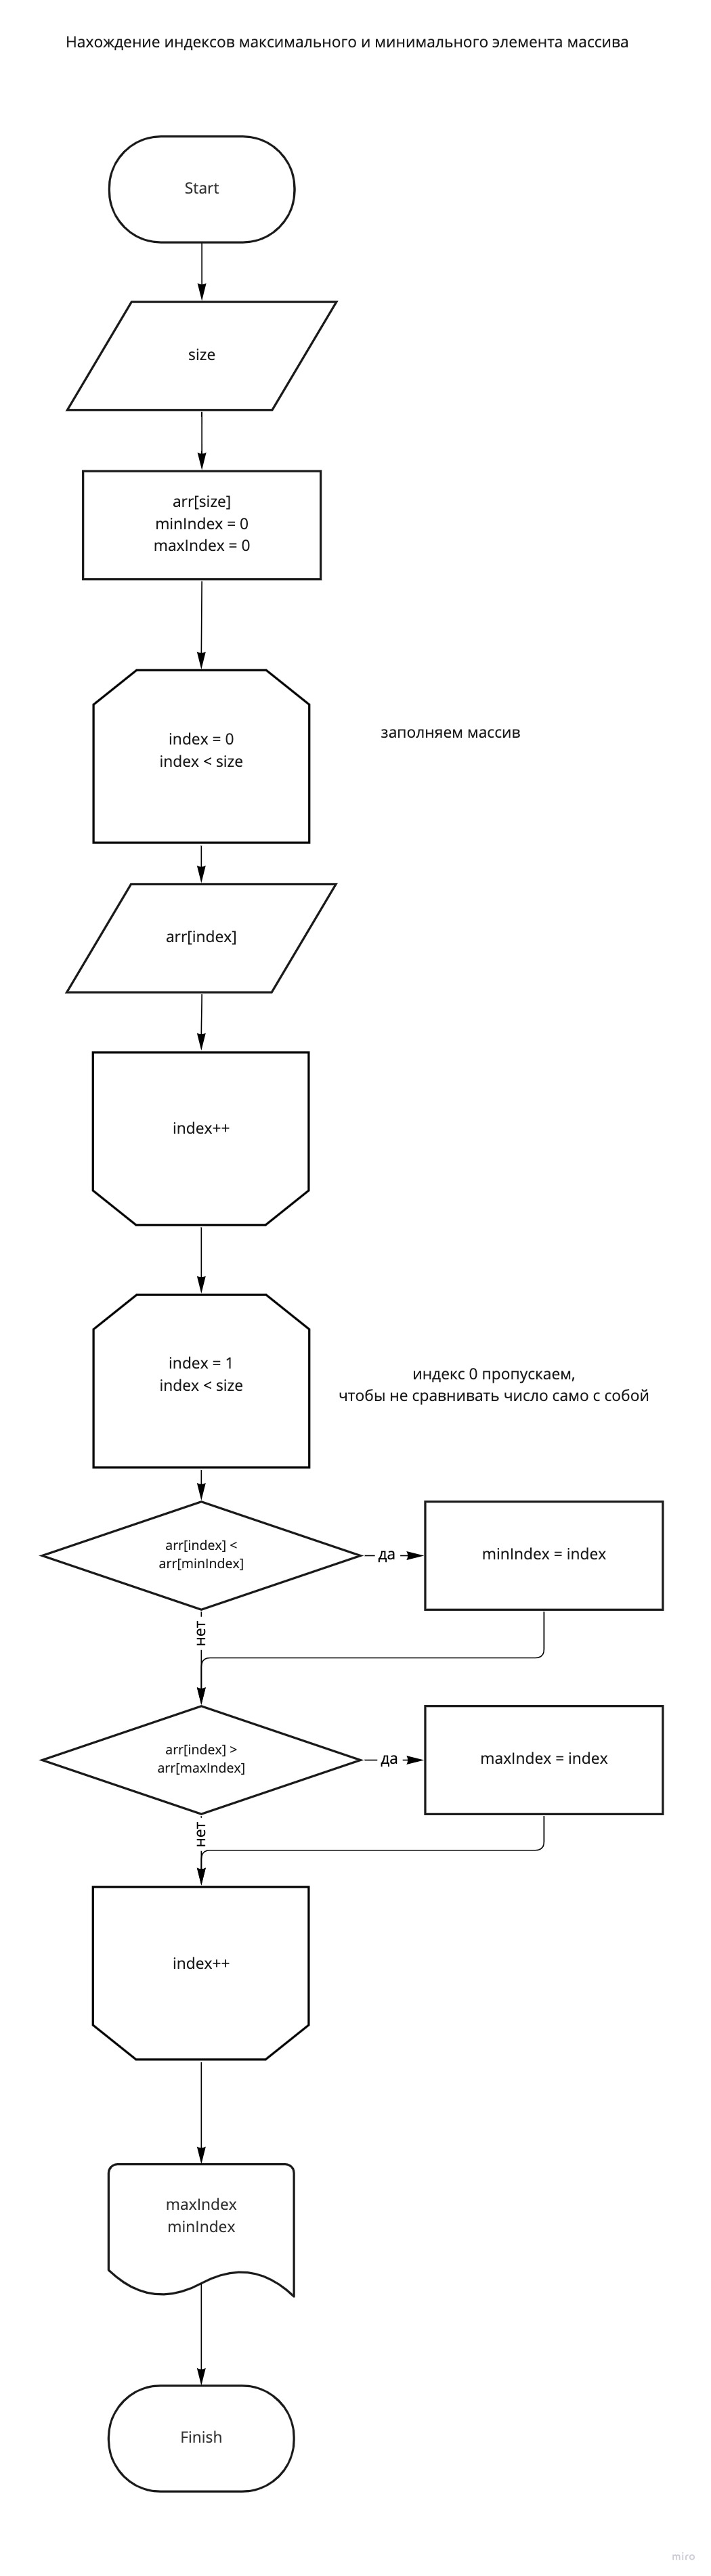 Нахождение индексов максимального и минимального элемента массива
Start
size
arr[size]
minIndex = 0
maxIndex = 0
index = 0
index < size
заполняем массив
arr[index]
index++
index = 1
index < size
индекс 0 пропускаем,
чтобы не сравнивать число само с собой
arr[index] <
arr[minIndex]
да
minIndex = index
нет
arr[index] >
arr[maxIndex]
да
maxIndex = index
нет
index++
maxIndex
minIndex
Finish
miro